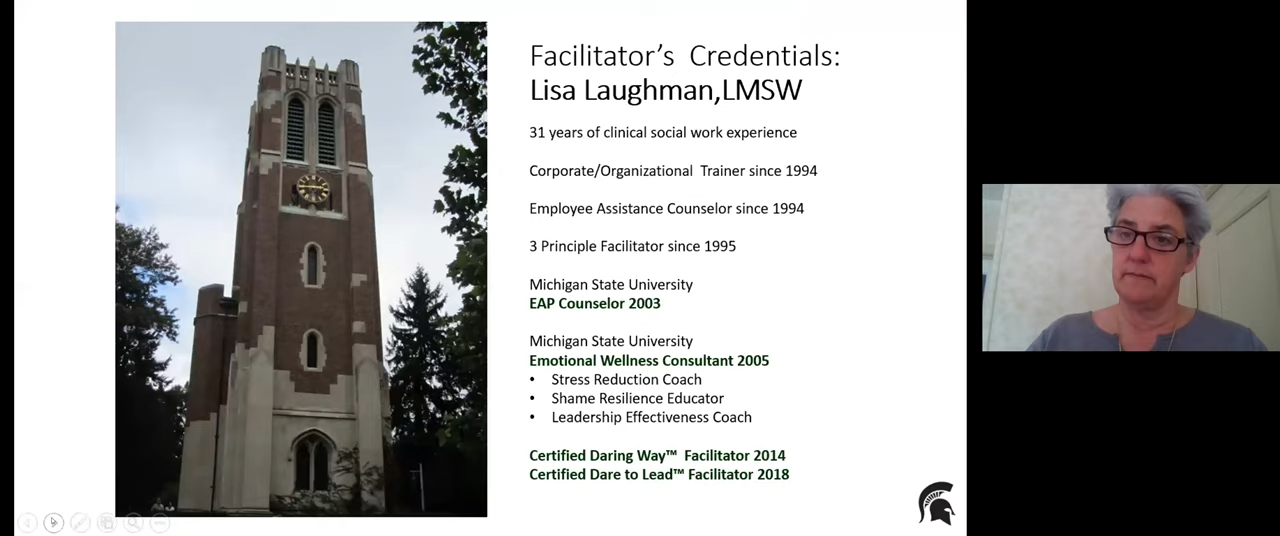 Facilitator’s Credentials:
Lisa Laughman,LMSW
31 years of clinical social work experience
Corporate/Organizational Trainer since 1994
Employee Assistance Counselor since 1994
3 Principle Facilitator since 1995
Michigan State University
EAP Counselor 2003
Michigan State University
Emotional Wellness Consultant 2005
• Stress Reduction Coach
• Shame Resilience Educator
• Leadership Effectiveness Coach
Certified Daring Way™ Facilitator 2014
Certified Dare to Lead™ Facilitator 2018